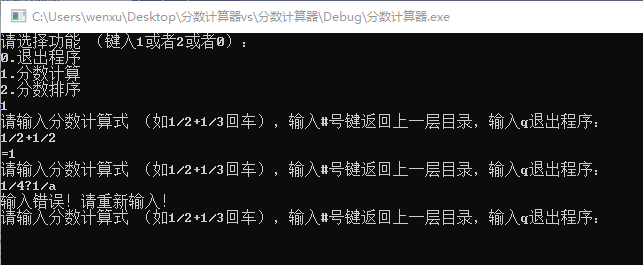 C:\Users\wenxu\Desktop\分数计算器vs\分数计算器\Debug\分数计算器.exe
请选择功能 （键入1或者2或者0）：
0.退出程序
1.分数计算
2.分数排序
1
请输入分数计算式 （如1/2+1/3回车），输入#号键返回上一层目录，输入q退出程序：
1/2+1/2
=1
请输入分数计算式 （如1/2+1/3回车），输入#号键返回上一层目录，输入q退出程序：
1/4?1/a
输入错误！请重新输入！
请输入分数计算式 （如1/2+1/3回车），输入#号键返回上一层目录，输入q退出程序：